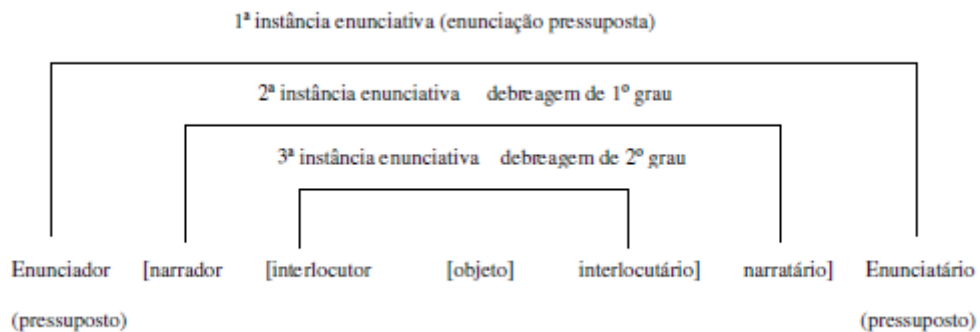 1ª instância enunciativa (enunciação pressuposta)
2ª instância enunciativa debreagem de 1º grau
3ª instância enunciativa debreagem de 2º grau
Enunciador [narrador [interlocutor [objeto] interlocutário] narratário] Enunciatário
(pressuposto) (pressuposto)